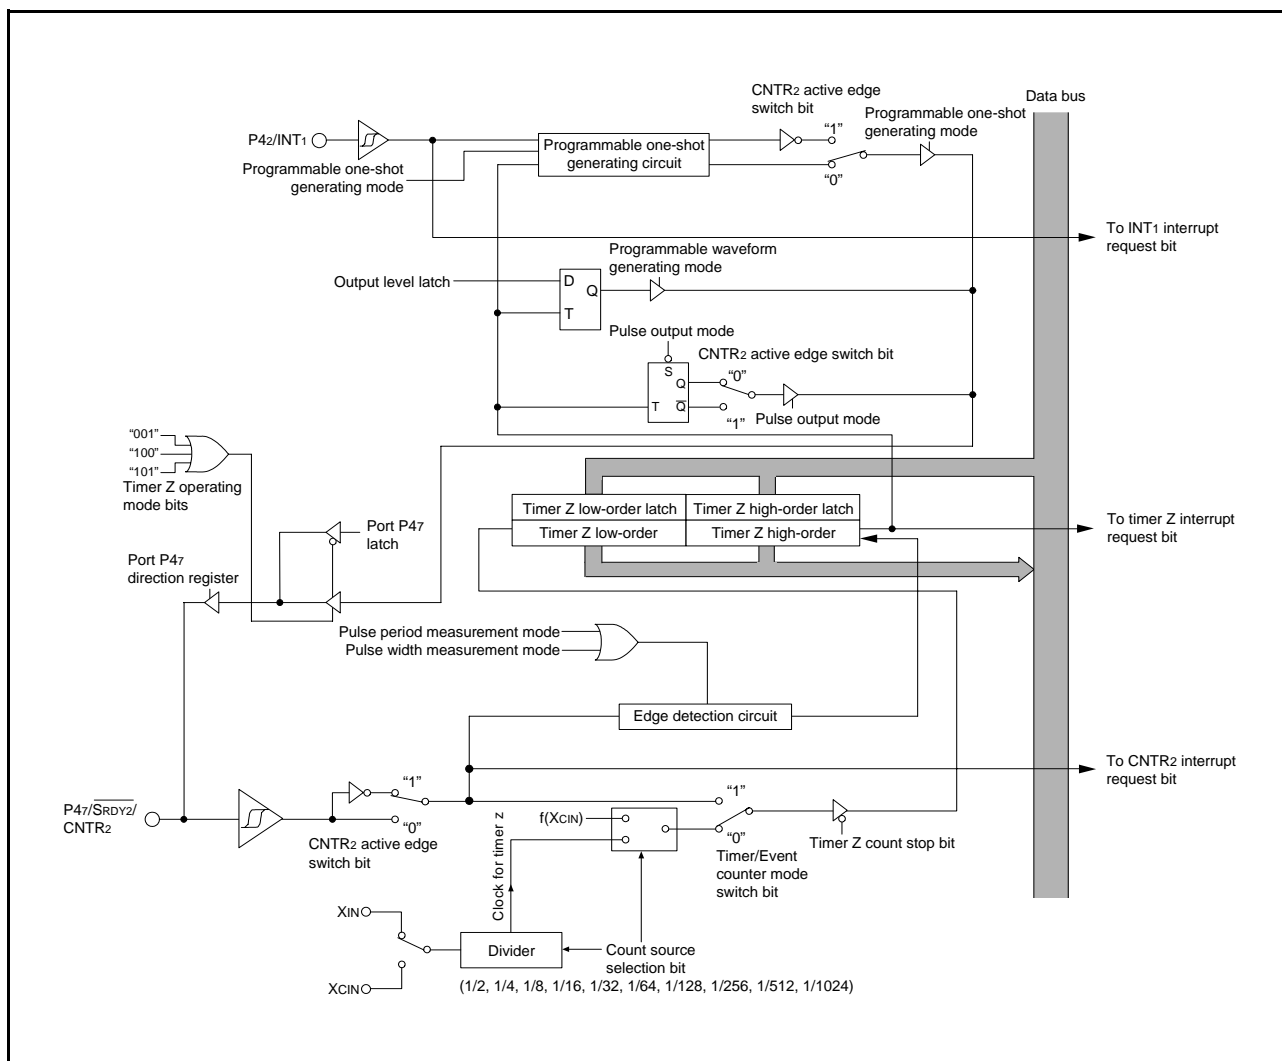 CNTR2 active edge
switch bit
Data bus
Programmable one-shot
generating mode
P42/INT1
“1”
Programmable one-shot
generating circuit
Programmable one-shot
generating mode
“0”
To INT1 interrupt
request bit
Programmable waveform
generating mode
Output level latch
D
Q
T
Pulse output mode
CNTR2 active edge switch bit
S
Q
“0”
T
Q
“1”
Pulse output mode
“001”
“100”
“101”
Timer Z operating
mode bits
Timer Z low-order latch
Timer Z high-order latch
Timer Z low-order
Timer Z high-order
To timer Z interrupt
request bit
Port P47
latch
Port P47
direction register
Pulse period measurement mode
Pulse width measurement mode
Edge detection circuit
To CNTR2 interrupt
request bit
P47/SRDY2/
CNTR2
“1”
“0”
CNTR2 active edge
switch bit
Clock for timer z
f(XCIN)
“1”
“0”
Timer/Event
counter mode
switch bit
Timer Z count stop bit
XIN
Divider
Count source
selection bit
XCIN
(1/2, 1/4, 1/8, 1/16, 1/32, 1/64, 1/128, 1/256, 1/512, 1/1024)